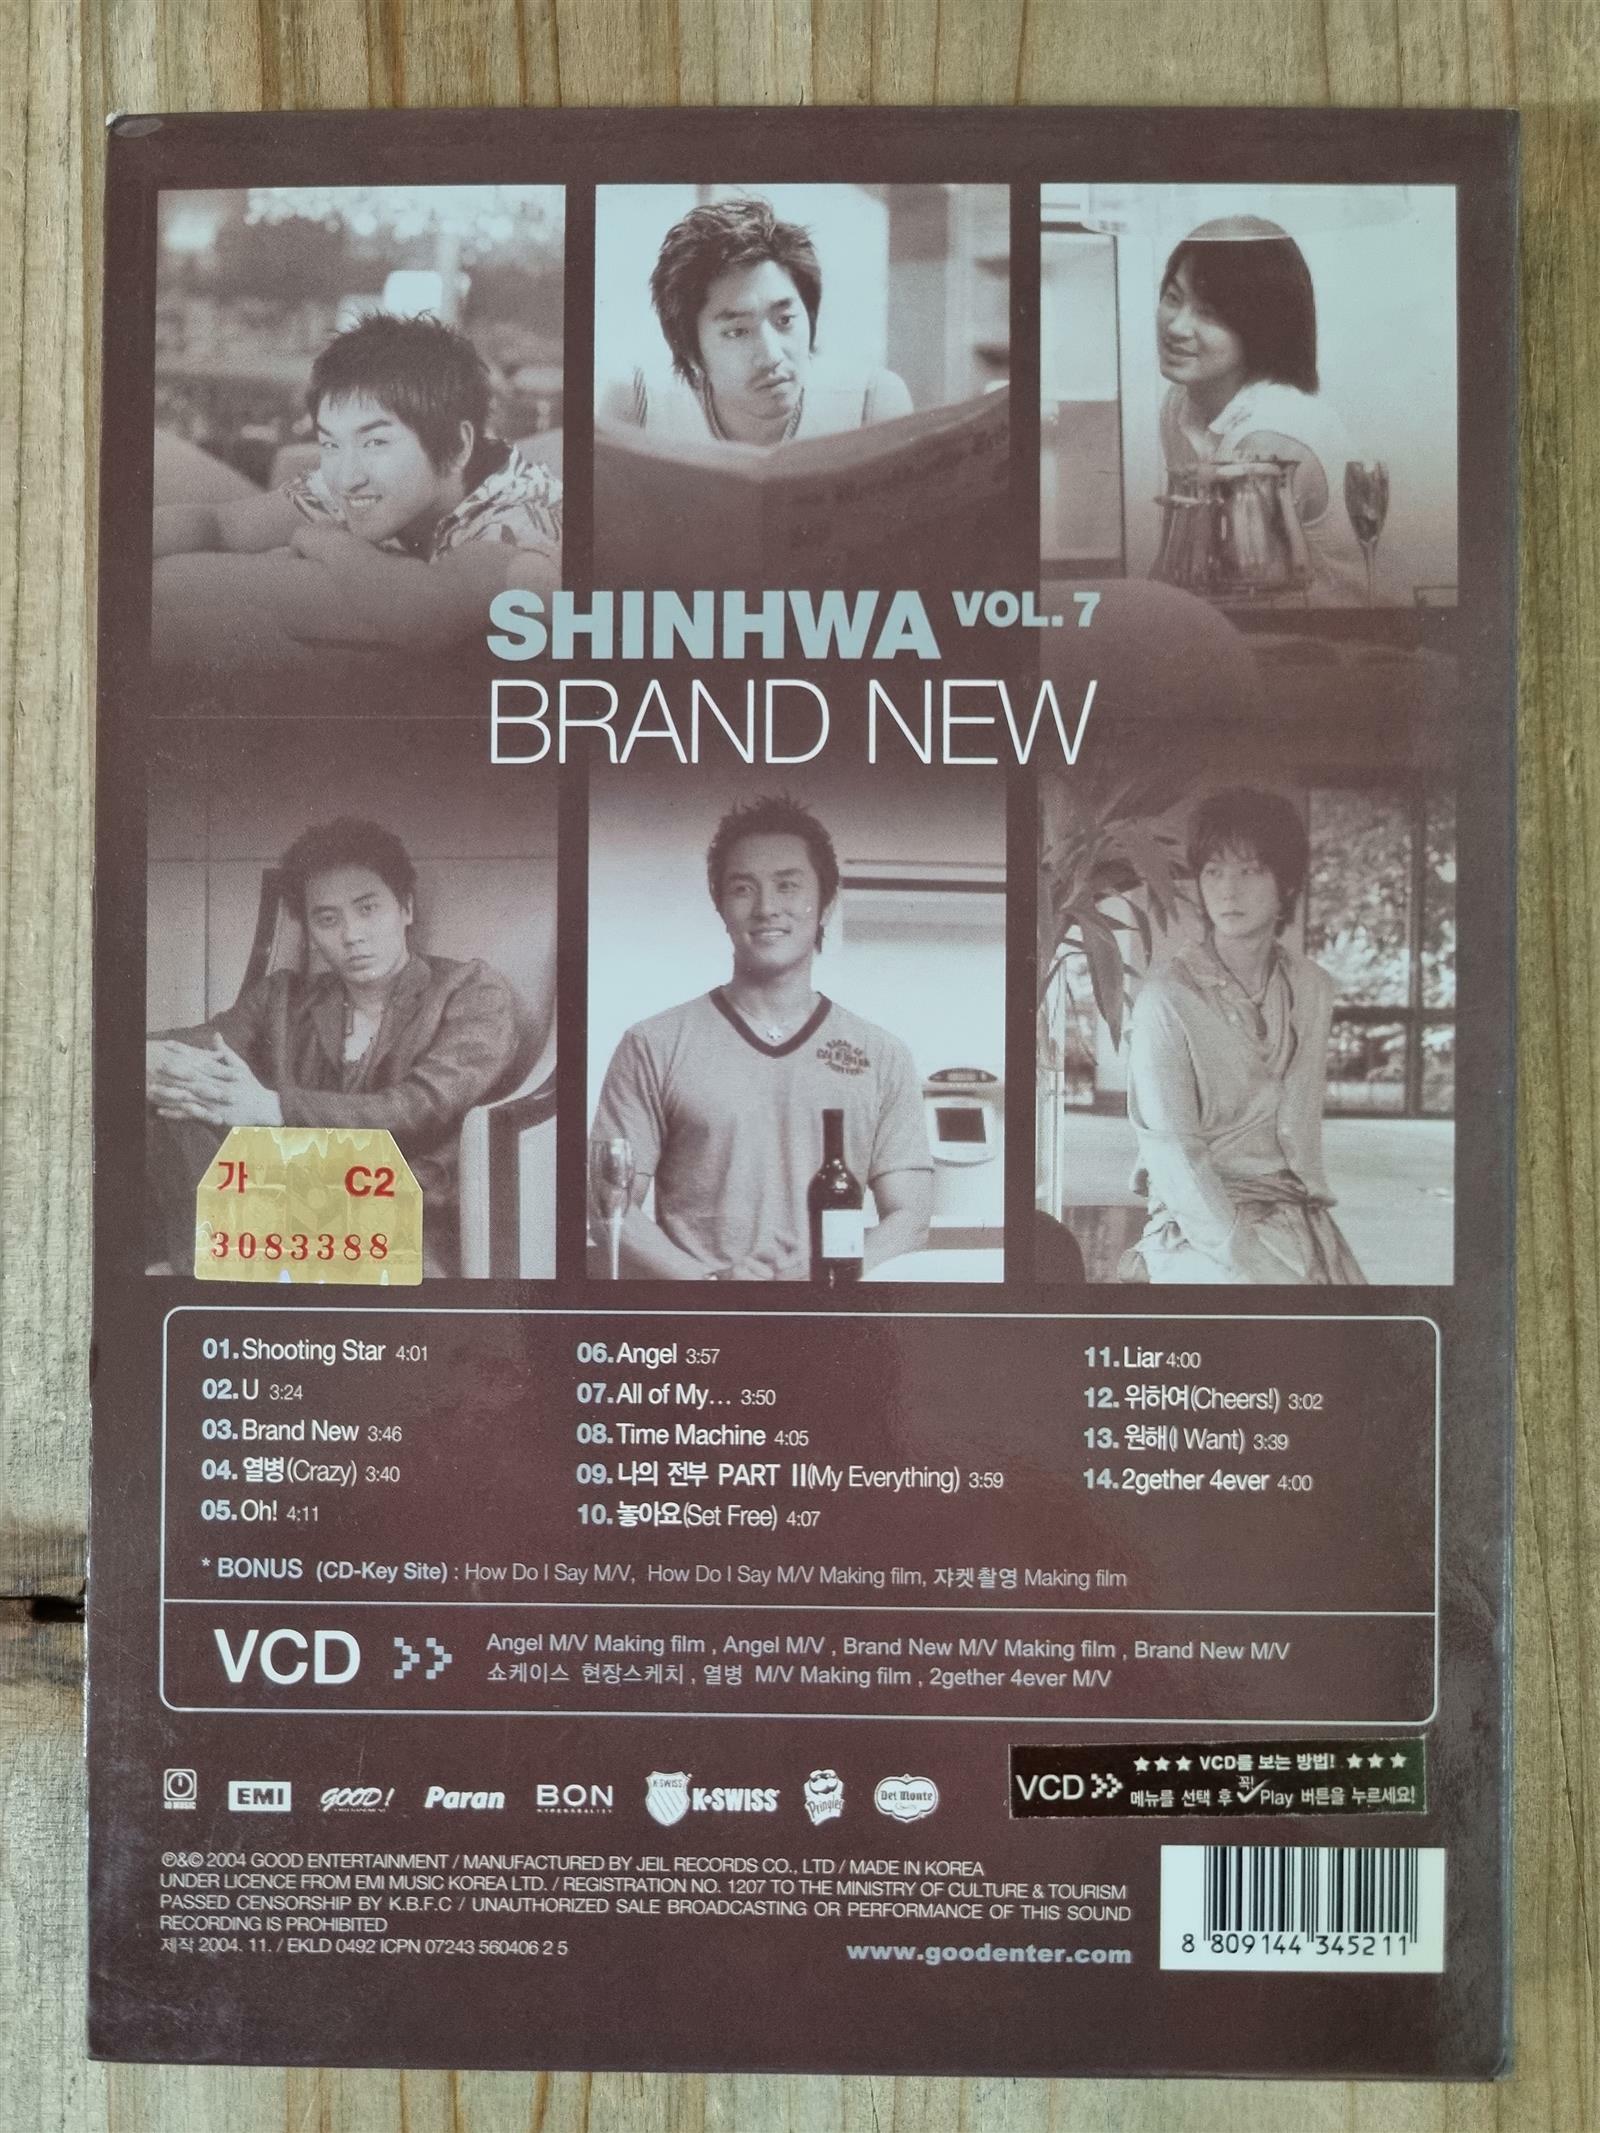 SHINHWA VOL. 7
BRAND NEW
가 C2
3083388
01. Shooting Star 4:01
02. U 3:24
03. Brand New 3:46
04. 열병(Crazy) 3:40
05. Oh! 4:11
06. Angel 3:57
07. All of My... 3:50
08. Time Machine 4:05
09. 나의 전부 PART II(My Everything) 3:59
10. 놓아요(Set Free) 4:07
11. Liar 4:00
12. 위하여(Cheers!) 3:02
13. 원해(I Want) 3:39
14. 2gether 4ever 4:00
* BONUS (CD-Key Site) : How Do I Say M/V, How Do I Say M/V Making film, 쟈켓촬영 Making film
VCD
Angel M/V Making film , Angel M/V , Brand New M/V Making film , Brand New M/V
쇼케이스 현장스케치 , 열병 M/V Making film , 2gether 4ever M/V
EMI
GOOD!
Paran
BON
K·SWISS
K·SWISS
Pringles
Del Monte
Quality
VCD
★★★ VCD를 보는 방법! ★★★
메뉴를 선택 후 꾁! Play 버튼을 누르세요!
℗&© 2004 GOOD ENTERTAINMENT / MANUFACTURED BY JEIL RECORDS CO., LTD / MADE IN KOREA
UNDER LICENCE FROM EMI MUSIC KOREA LTD. / REGISTRATION NO. 1207 TO THE MINISTRY OF CULTURE & TOURISM
PASSED CENSORSHIP BY K.B.F.C / UNAUTHORIZED SALE BROADCASTING OR PERFORMANCE OF THIS SOUND
RECORDING IS PROHIBITED
제작 2004. 11. / EKLD 0492 ICPN 07243 560406 2 5
www.goodenter.com
8 809144 345211